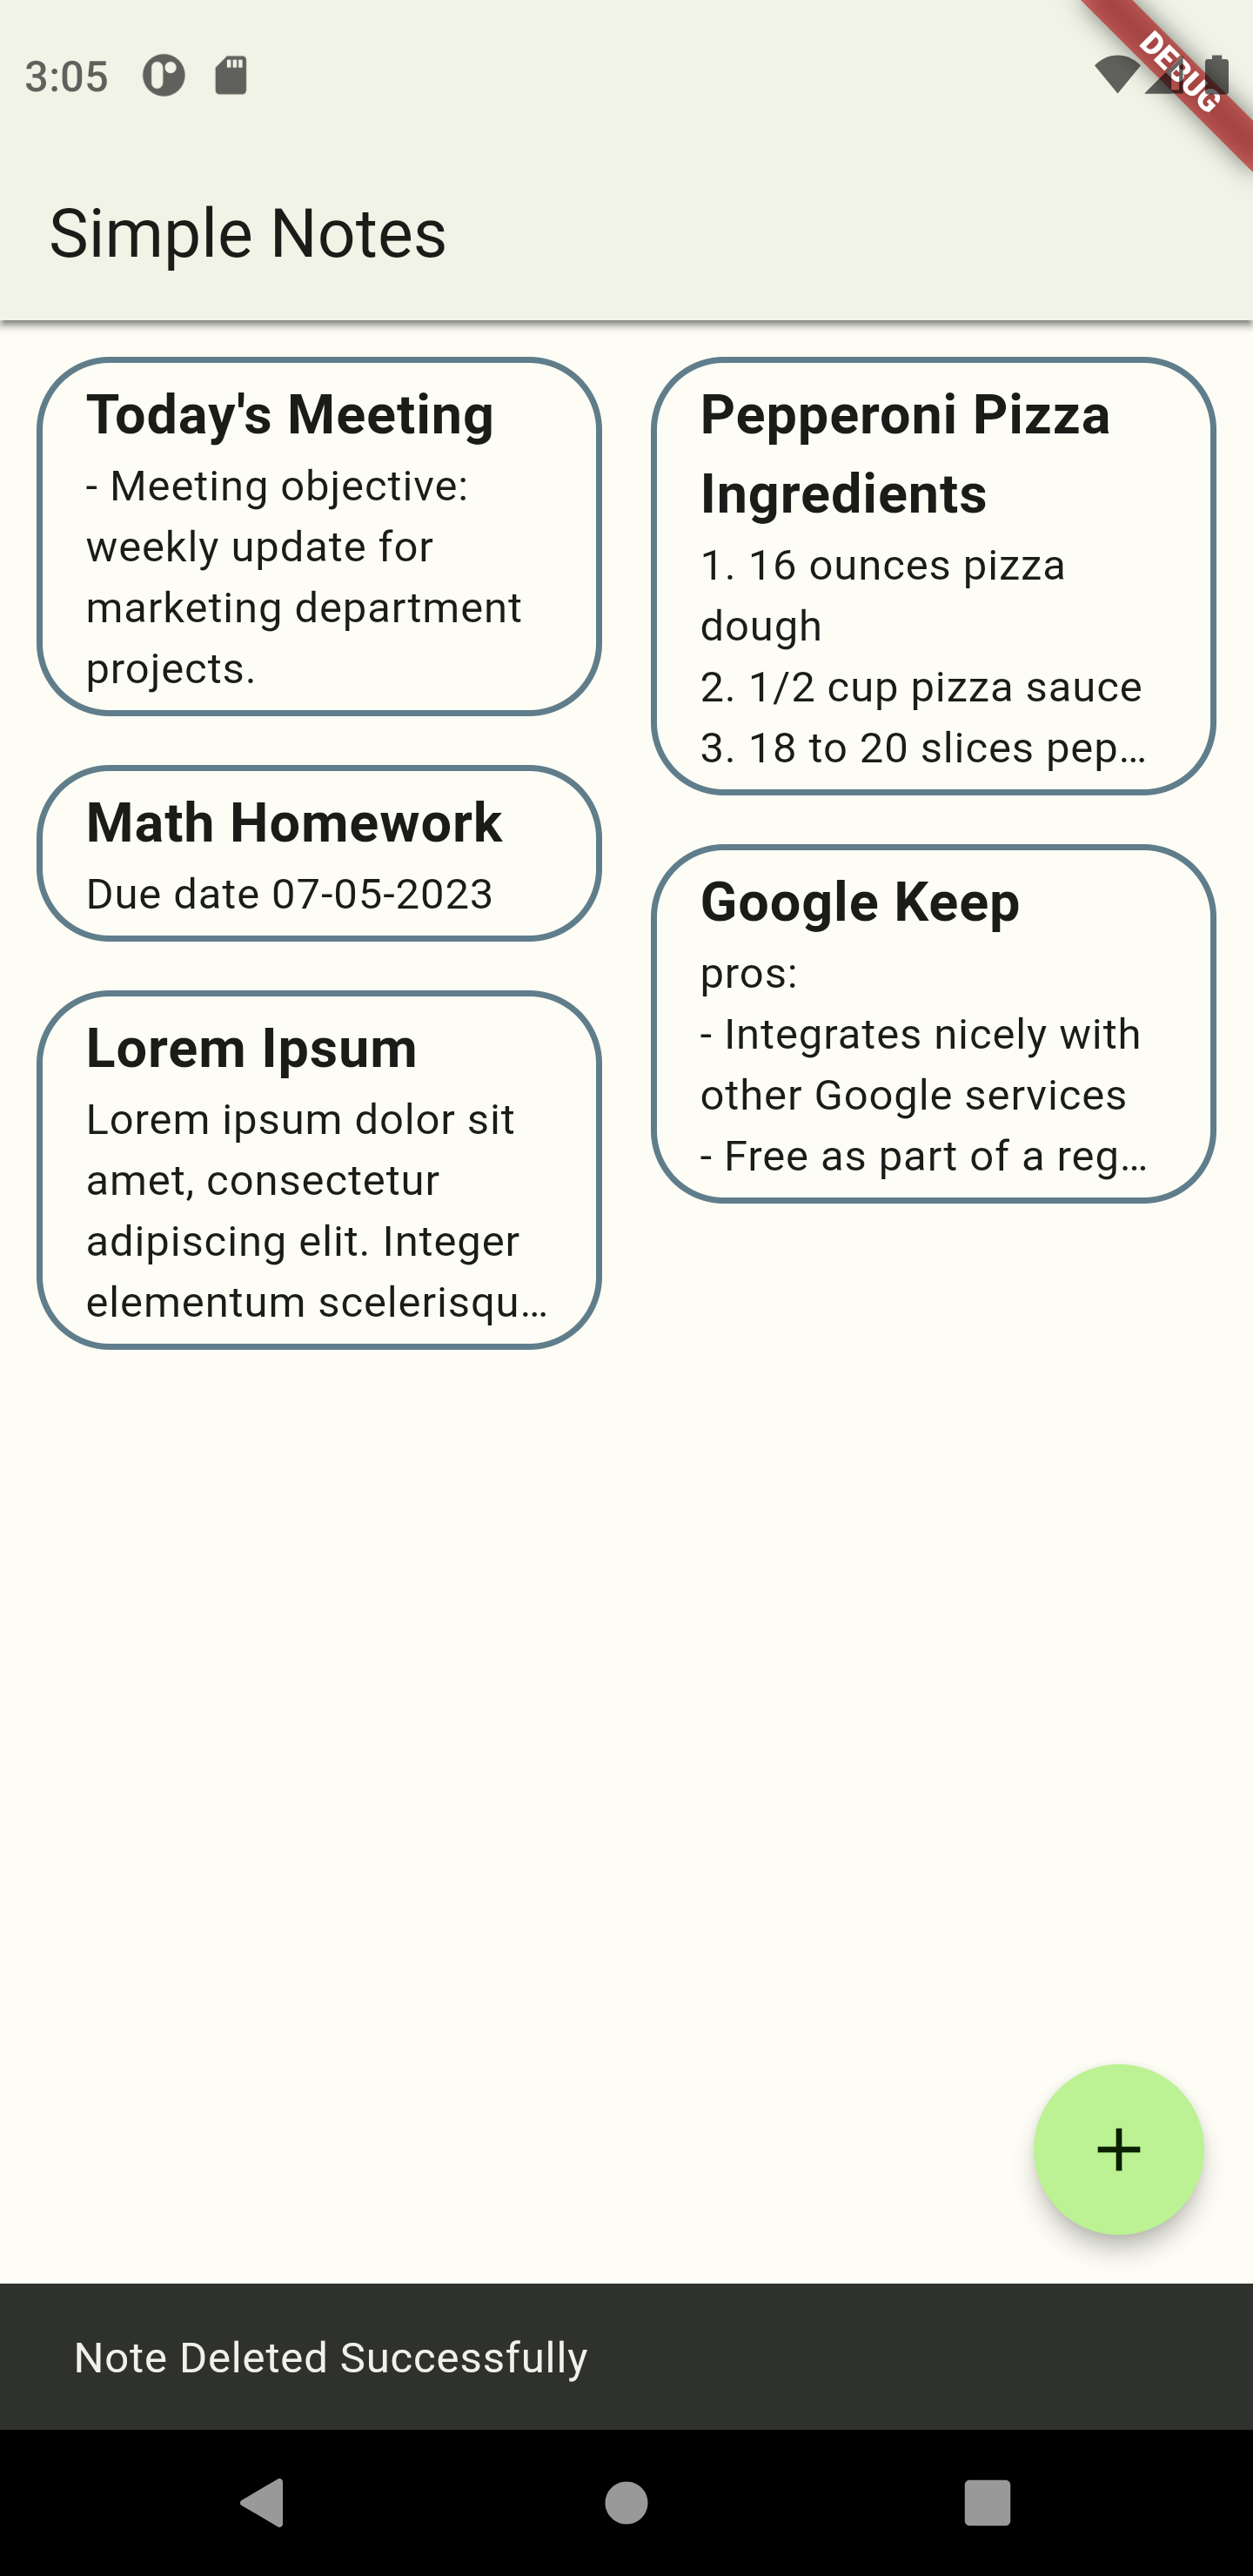 3:05
DEBUG
Simple Notes
Today's Meeting
- Meeting objective:
weekly update for
marketing department
projects.
Math Homework
Due date 07-05-2023
Lorem Ipsum
Lorem ipsum dolor sit
amet, consectetur
adipiscing elit. Integer
elementum scelerisqu…
Pepperoni Pizza
Ingredients
1. 16 ounces pizza
dough
2. 1/2 cup pizza sauce
3. 18 to 20 slices pep…
Google Keep
pros:
- Integrates nicely with
other Google services
- Free as part of a reg…
Note Deleted Successfully